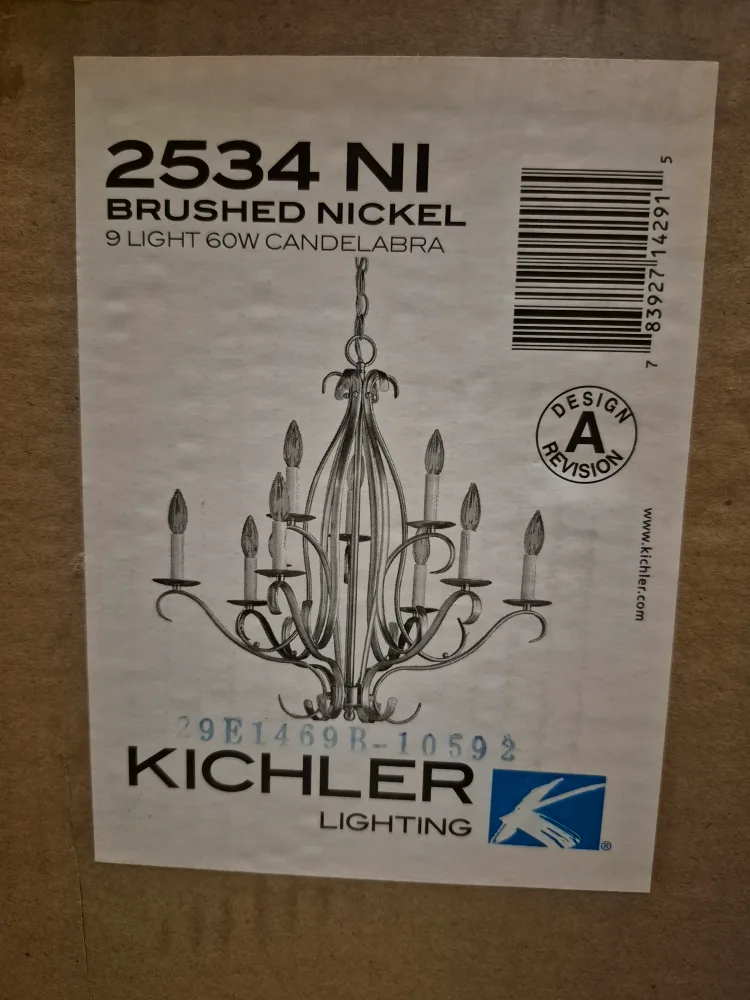 2534 NI
BRUSHED NICKEL
9 LIGHT 60W CANDELABRA
7 83927 14291 5
DESIGN
A
REVISION
www.kichler.com
29E1469B-10592
KICHLER
LIGHTING
®